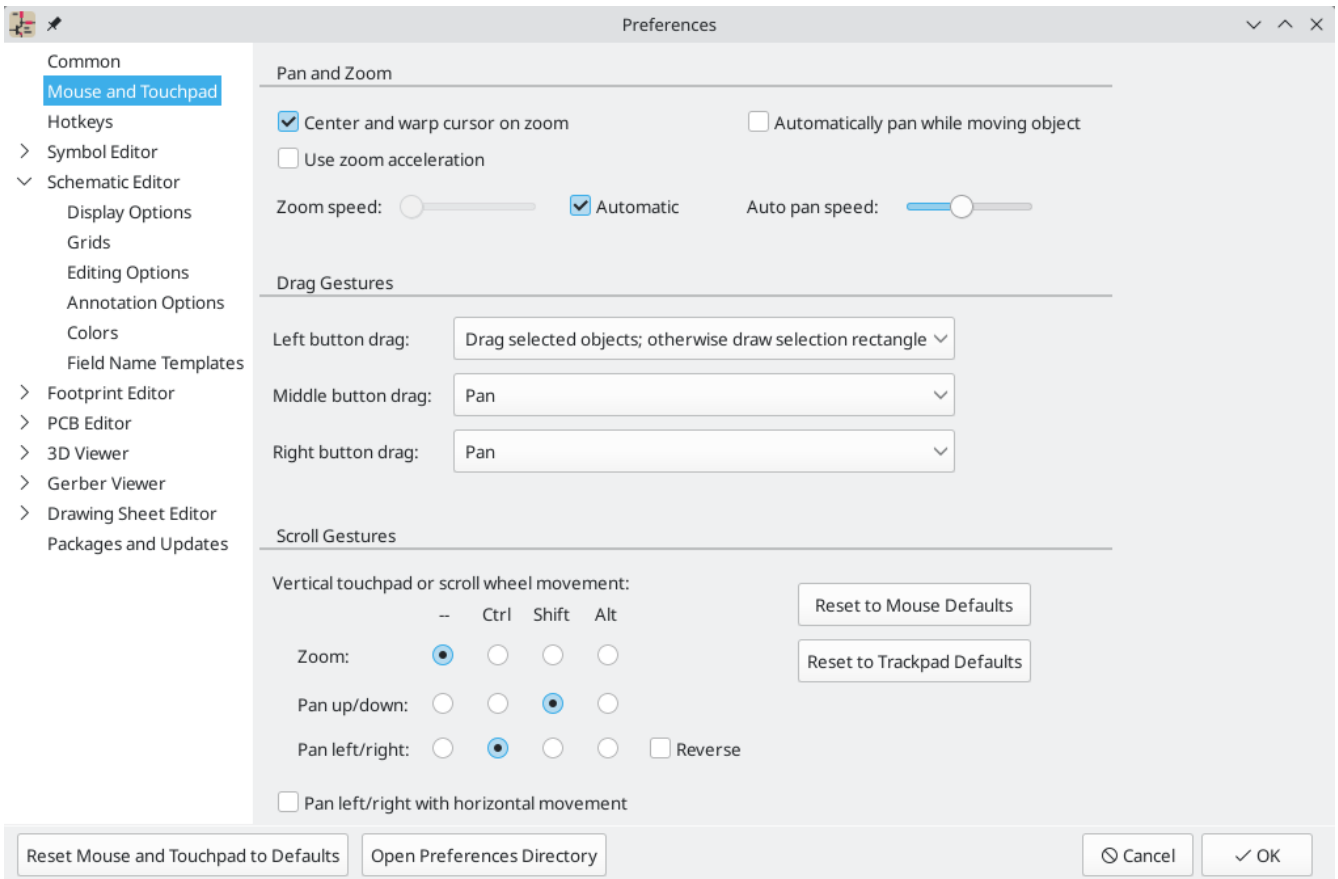 Preferences
Common
Mouse and Touchpad
Hotkeys
Symbol Editor
Schematic Editor
Display Options
Grids
Editing Options
Annotation Options
Colors
Field Name Templates
Footprint Editor
PCB Editor
3D Viewer
Gerber Viewer
Drawing Sheet Editor
Packages and Updates
Pan and Zoom
Center and warp cursor on zoom
Automatically pan while moving object
Use zoom acceleration
Zoom speed:
Automatic
Auto pan speed:
Drag Gestures
Left button drag:
Drag selected objects; otherwise draw selection rectangle
Middle button drag:
Pan
Right button drag:
Pan
Scroll Gestures
Vertical touchpad or scroll wheel movement:
-- Ctrl Shift Alt
Zoom:
Pan up/down:
Pan left/right:
Reverse
Pan left/right with horizontal movement
Reset to Mouse Defaults
Reset to Trackpad Defaults
Reset Mouse and Touchpad to Defaults
Open Preferences Directory
Cancel
OK